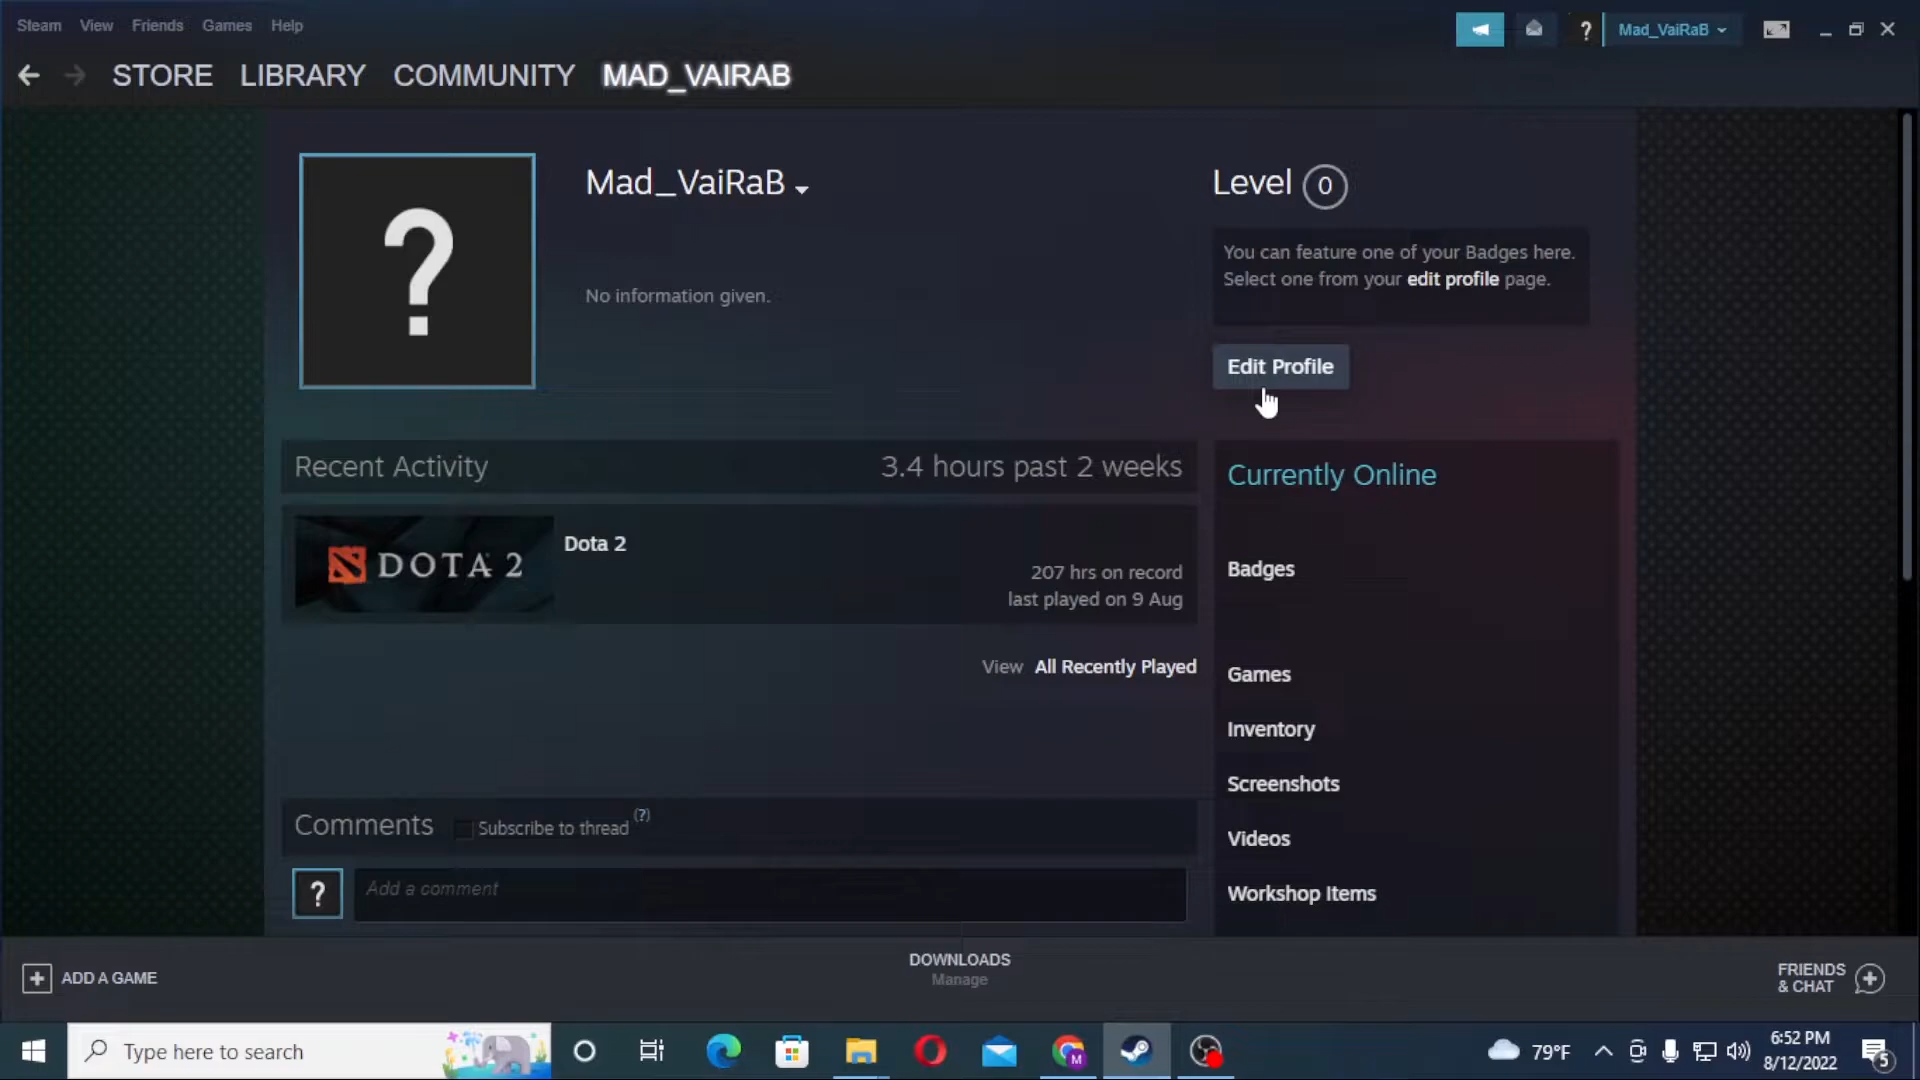 Steam View Friends Games Help
? Mad_VaiRaB
STORE LIBRARY COMMUNITY MAD_VAIRAB
?
Mad_VaiRaB
No information given.
Level 0
You can feature one of your Badges here.
Select one from your edit profile page.
Edit Profile
Recent Activity 3.4 hours past 2 weeks
DOTA 2
Dota 2
207 hrs on record
last played on 9 Aug
View All Recently Played
Currently Online
Badges
Games
Inventory
Screenshots
Videos
Workshop Items
Comments Subscribe to thread (?)
?
Add a comment
+ ADD A GAME
DOWNLOADS
Manage
FRIENDS
& CHAT
Type here to search
M
79°F
6:52 PM
8/12/2022
5